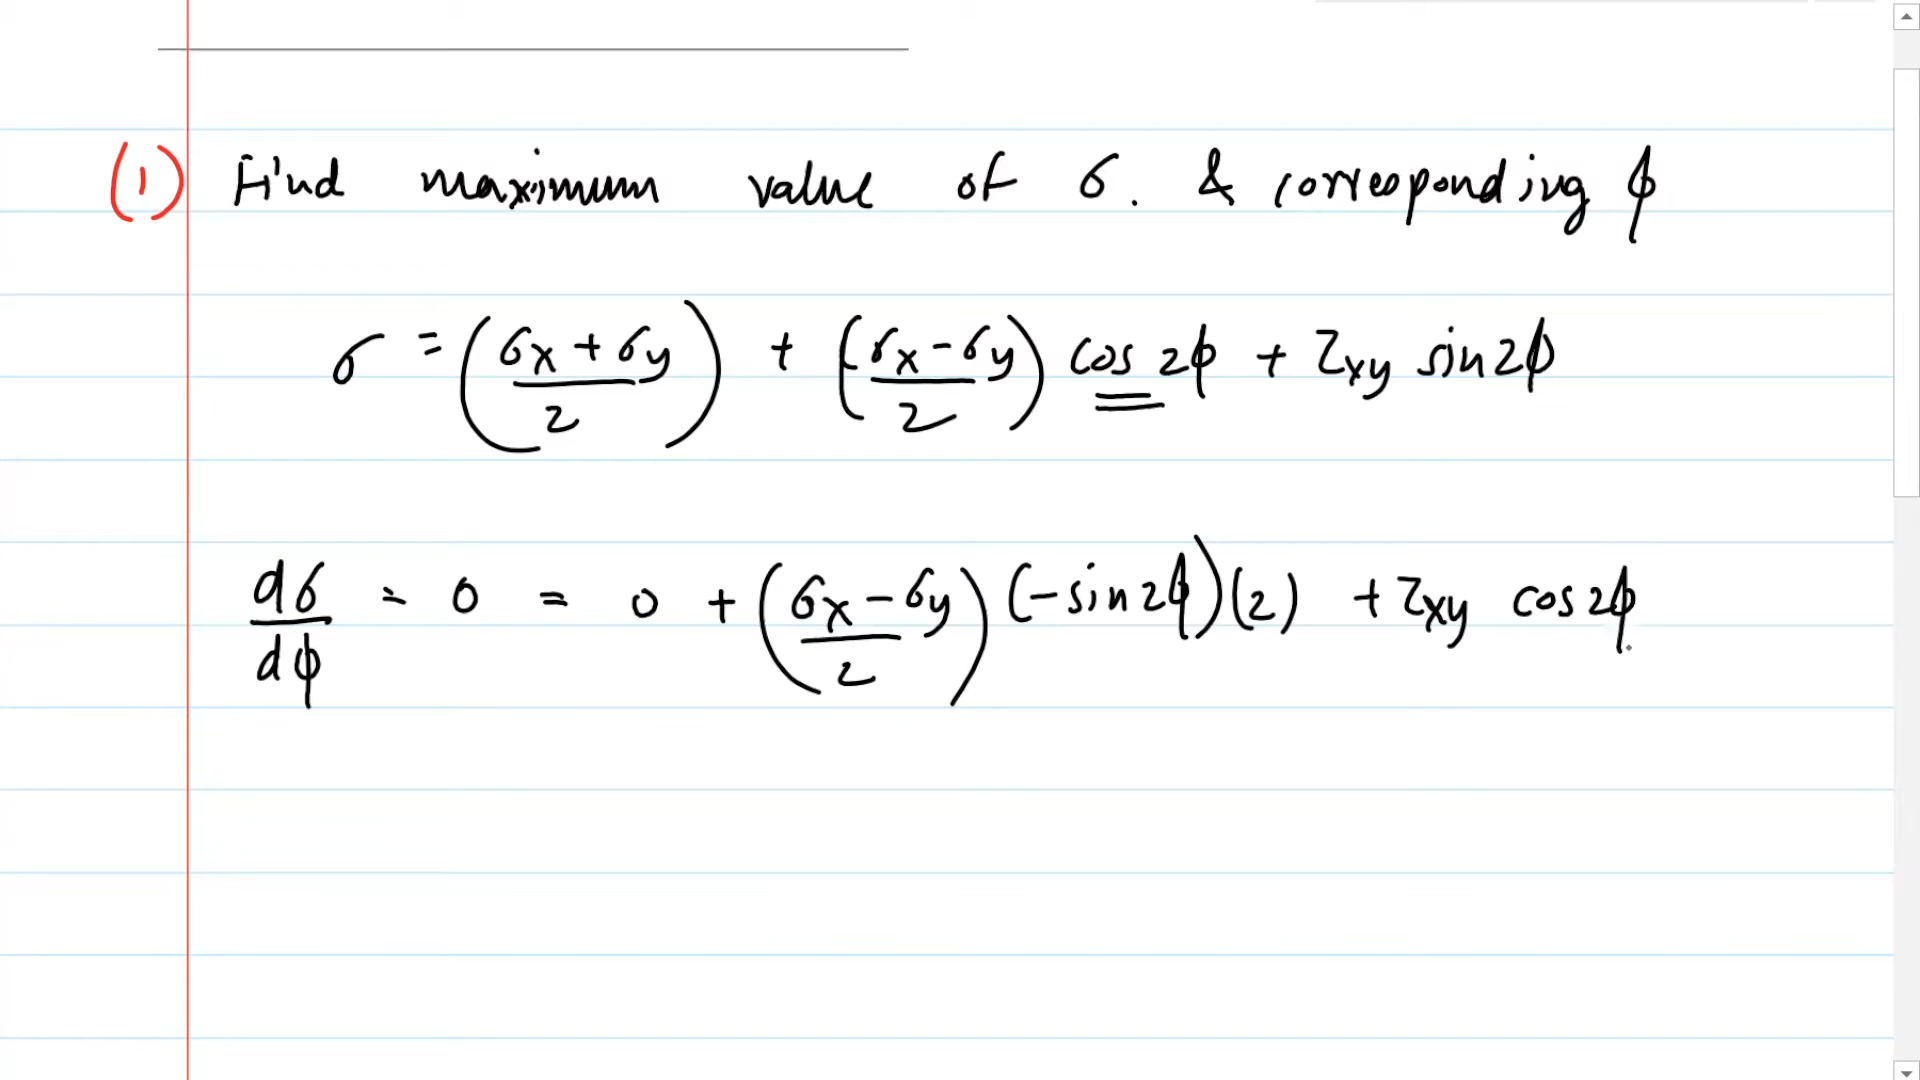 (1) Find maximum value of σ. & corresponding ϕ
σ = (σx + σy / 2) + (σx - σy / 2) cos 2ϕ + τxy sin 2ϕ
dσ/dϕ = 0 = 0 + (σx - σy / 2) (-sin 2ϕ)(2) + τxy cos 2ϕ